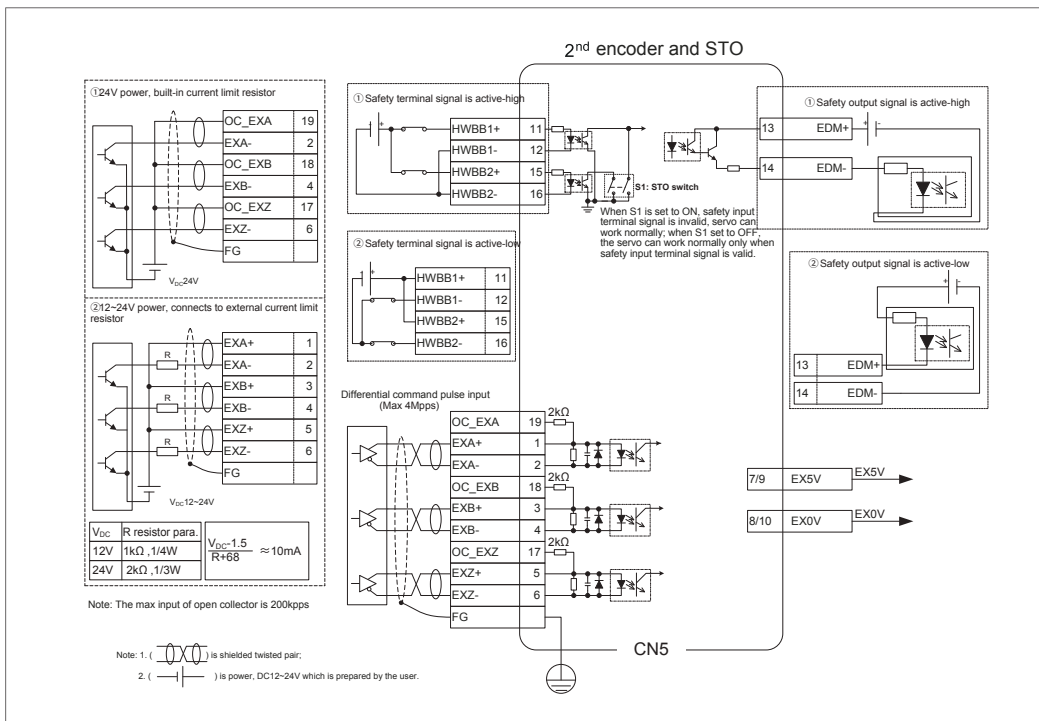 2nd encoder and STO
①24V power, built-in current limit resistor
OC_EXA 19
EXA- 2
OC_EXB 18
EXB- 4
OC_EXZ 17
EXZ- 6
FG
VDC24V
②12~24V power, connects to external current limit
resistor
EXA+ 1
R EXA- 2
EXB+ 3
R EXB- 4
EXZ+ 5
R EXZ- 6
FG
VDC12~24V
VDC R resistor para.
12V 1kΩ ,1/4W
24V 2kΩ ,1/3W
VDC-1.5
R+68
≈10mA
Note: The max input of open collector is 200kpps
Note: 1. ( ) is shielded twisted pair;
2. ( ) is power, DC12~24V which is prepared by the user.
① Safety terminal signal is active-high
+
HWBB1+ 11
HWBB1- 12
HWBB2+ 15
HWBB2- 16
S1: STO switch
When S1 is set to ON, safety input
terminal signal is invalid, servo can
work normally; when S1 set to OFF,
the servo can work normally only when
safety input terminal signal is valid.
② Safety terminal signal is active-low
- +
HWBB1+ 11
HWBB1- 12
HWBB2+ 15
HWBB2- 16
Differential command pulse input
(Max 4Mpps)
OC_EXA 19 2kΩ
EXA+ 1
EXA- 2
OC_EXB 18 2kΩ
EXB+ 3
EXB- 4
OC_EXZ 17 2kΩ
EXZ+ 5
EXZ- 6
FG
CN5
① Safety output signal is active-high
13 EDM+ + -
14 EDM-
② Safety output signal is active-low
+ -
13 EDM+
14 EDM-
7/9 EX5V EX5V
8/10 EX0V EX0V